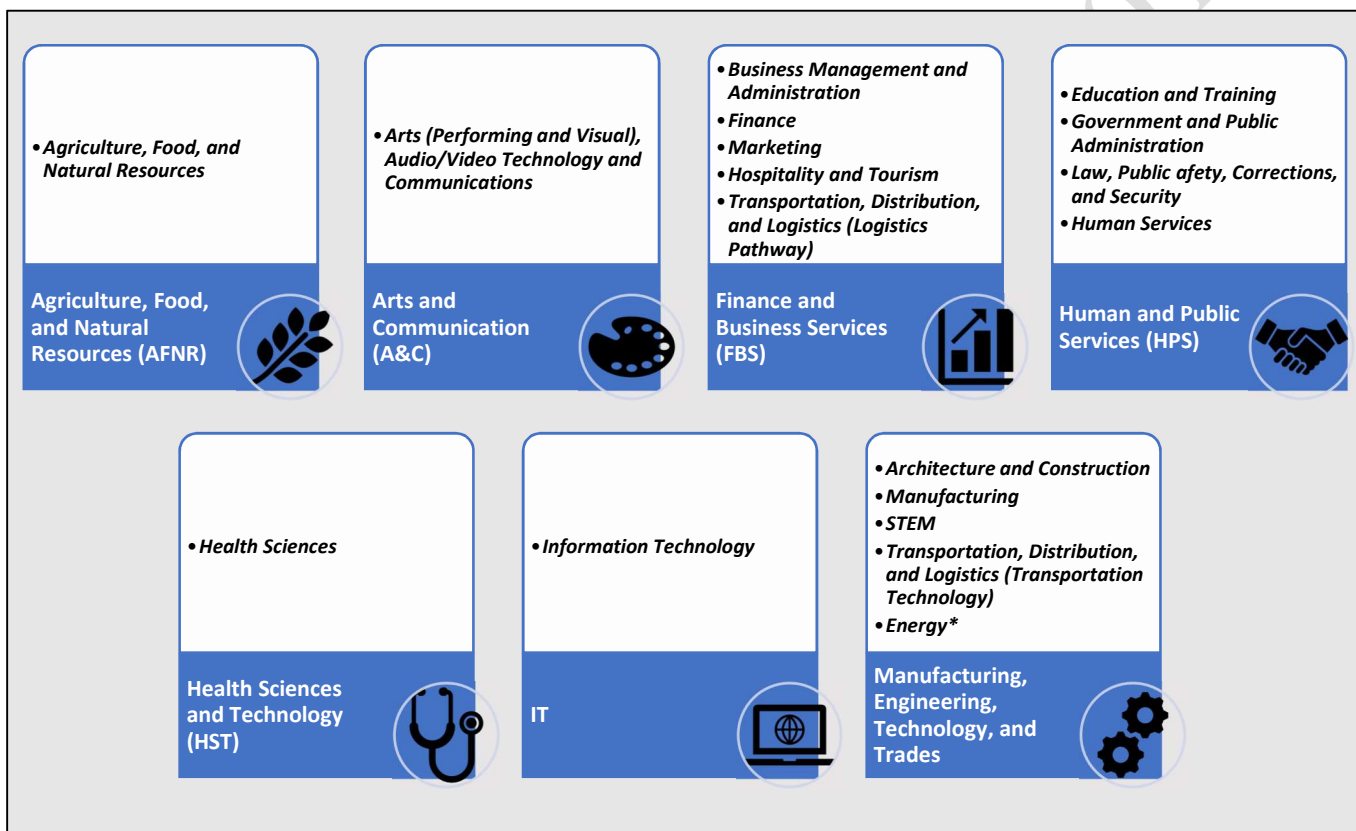 •Agriculture, Food, and
Natural Resources
Agriculture, Food,
and Natural
Resources (AFNR)
•Arts (Performing and Visual),
Audio/Video Technology and
Communications
Arts and
Communication
(A&C)
•Business Management and
Administration
•Finance
•Marketing
•Hospitality and Tourism
•Transportation, Distribution,
and Logistics (Logistics
Pathway)
Finance and
Business Services
(FBS)
•Education and Training
•Government and Public
Administration
•Law, Public afety, Corrections,
and Security
•Human Services
Human and Public
Services (HPS)
•Health Sciences
Health Sciences
and Technology
(HST)
•Information Technology
IT
•Architecture and Construction
•Manufacturing
•STEM
•Transportation, Distribution,
and Logistics (Transportation
Technology)
•Energy*
Manufacturing,
Engineering,
Technology, and
Trades